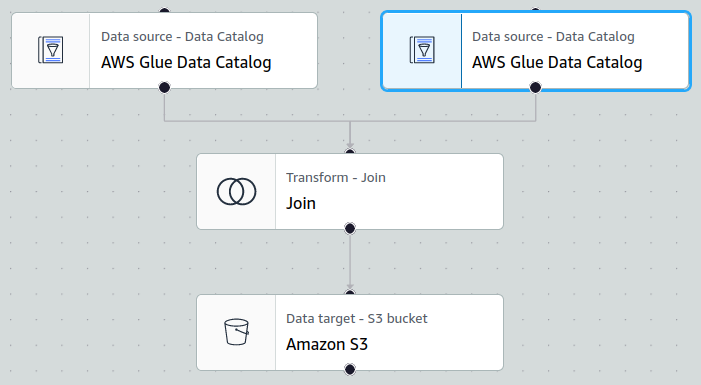 Data source - Data Catalog
AWS Glue Data Catalog
Data source - Data Catalog
AWS Glue Data Catalog
Transform - Join
Join
Data target - S3 bucket
Amazon S3